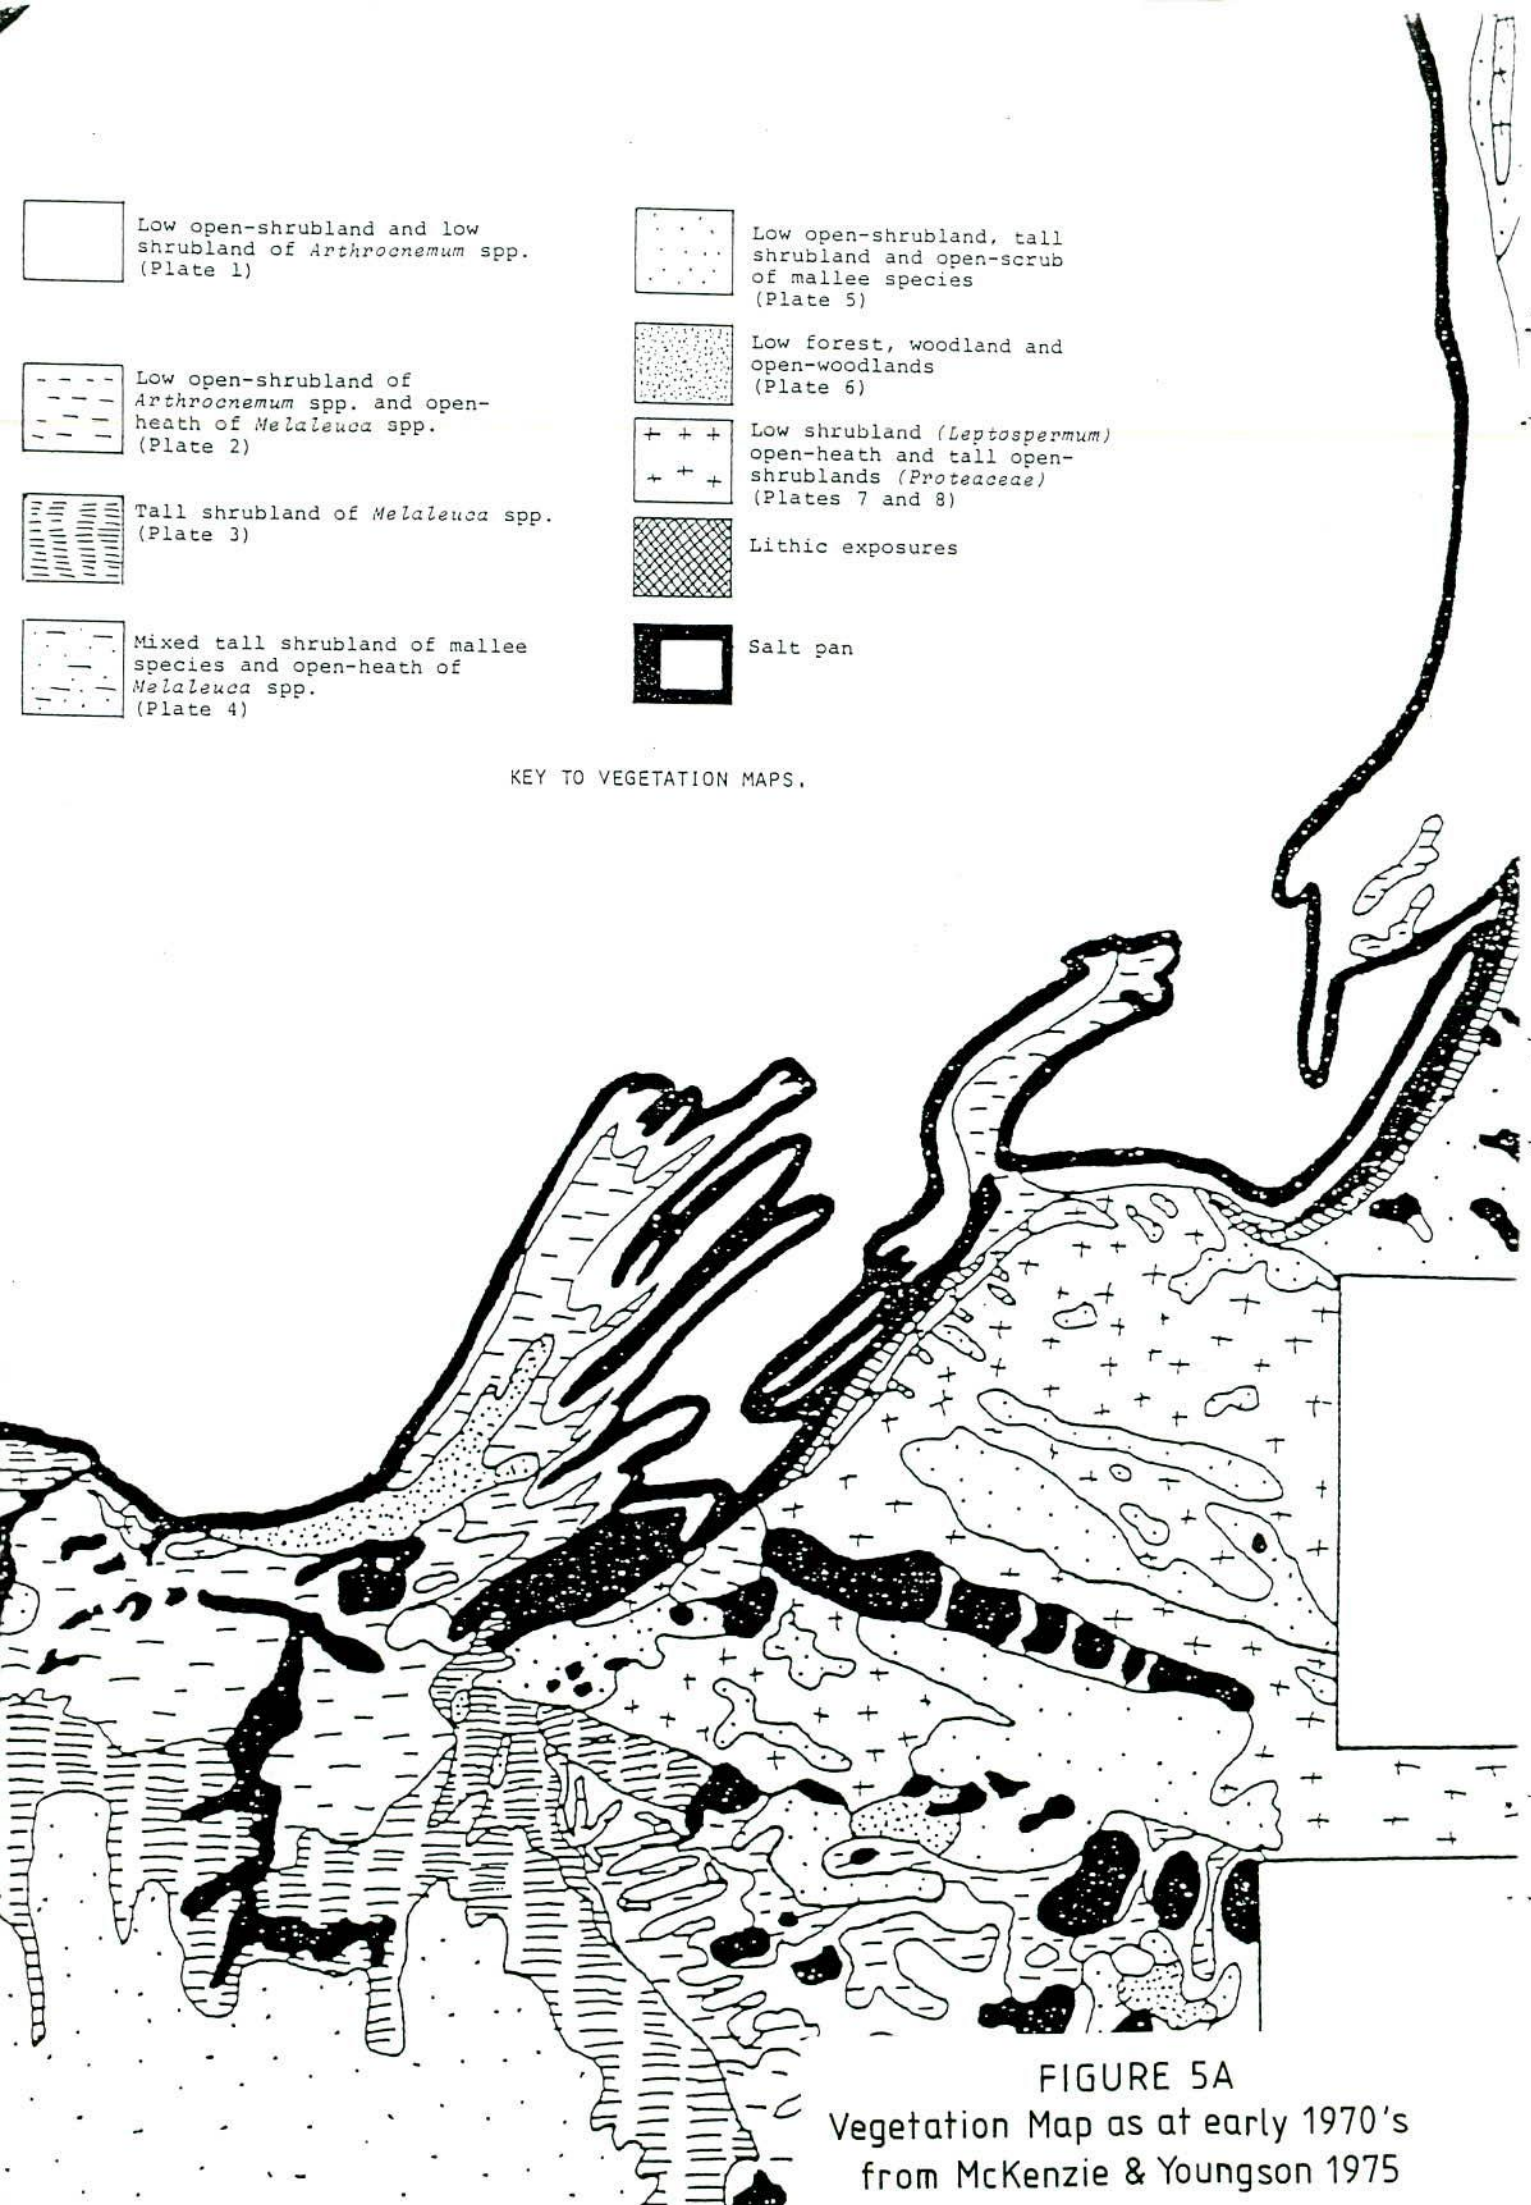 Low open-shrubland and low
shrubland of Arthrocnemum spp.
(Plate 1)
Low open-shrubland of
Arthrocnemum spp. and open-
heath of Melaleuca spp.
(Plate 2)
Tall shrubland of Melaleuca spp.
(Plate 3)
Mixed tall shrubland of mallee
species and open-heath of
Melaleuca spp.
(Plate 4)
Low open-shrubland, tall
shrubland and open-scrub
of mallee species
(Plate 5)
Low forest, woodland and
open-woodlands
(Plate 6)
Low shrubland (Leptospermum)
open-heath and tall open-
shrublands (Proteaceae)
(Plates 7 and 8)
Lithic exposures
Salt pan
KEY TO VEGETATION MAPS.
FIGURE 5A
Vegetation Map as at early 1970's
from McKenzie & Youngson 1975